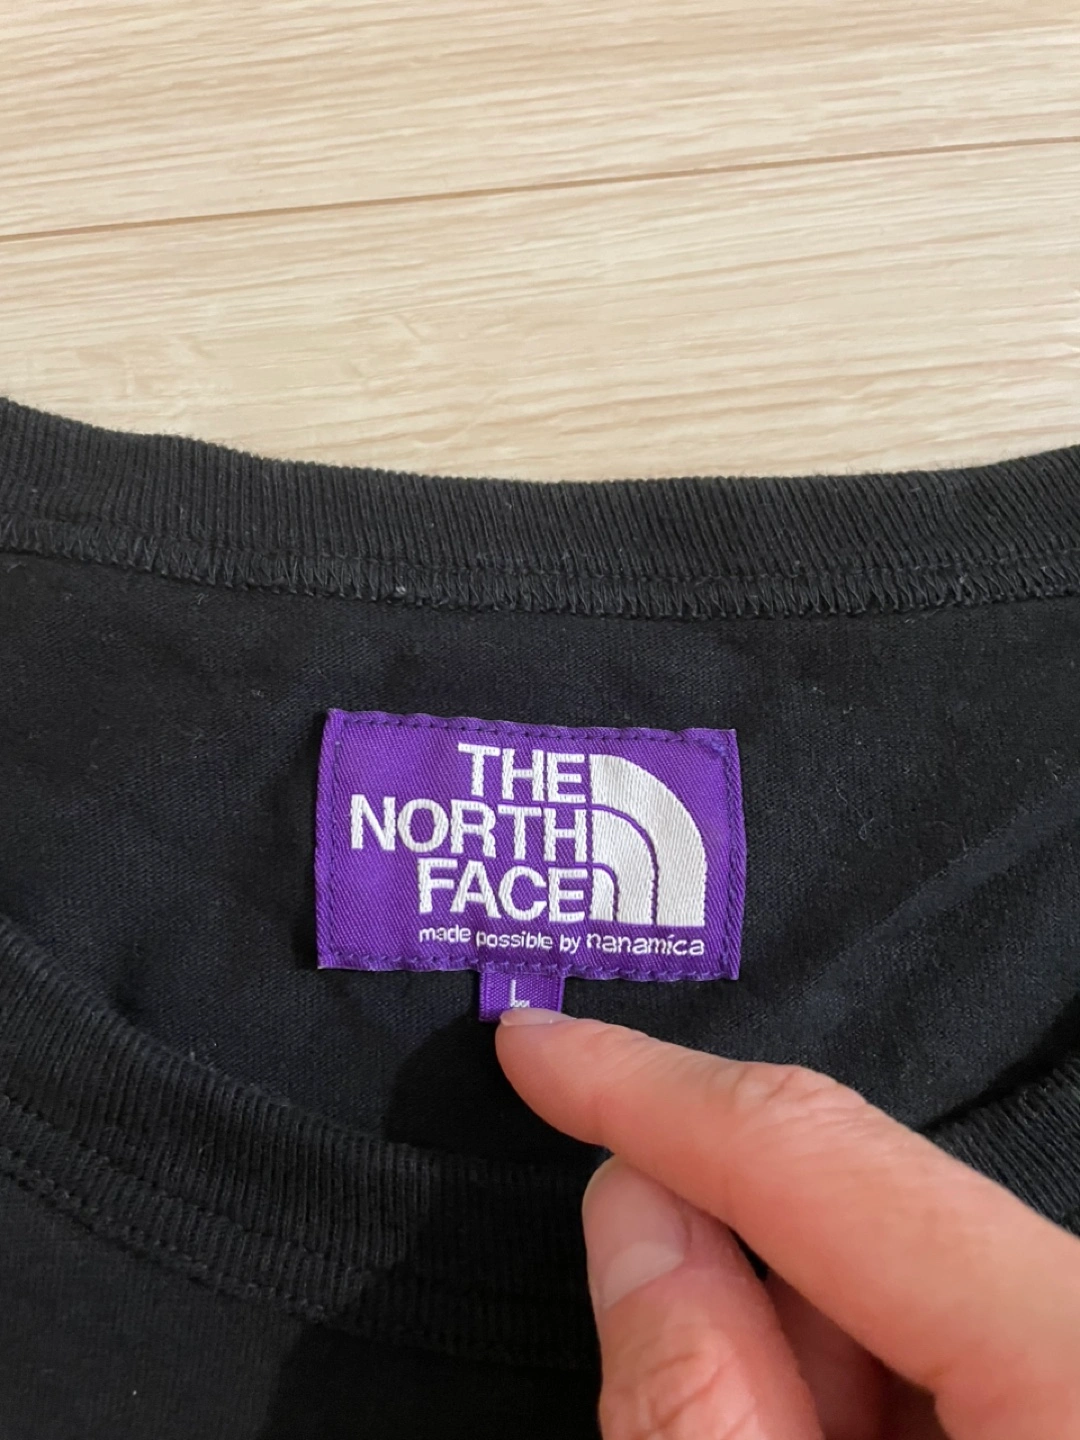 THE
NORTH
FACE
made possible by nanamica
L